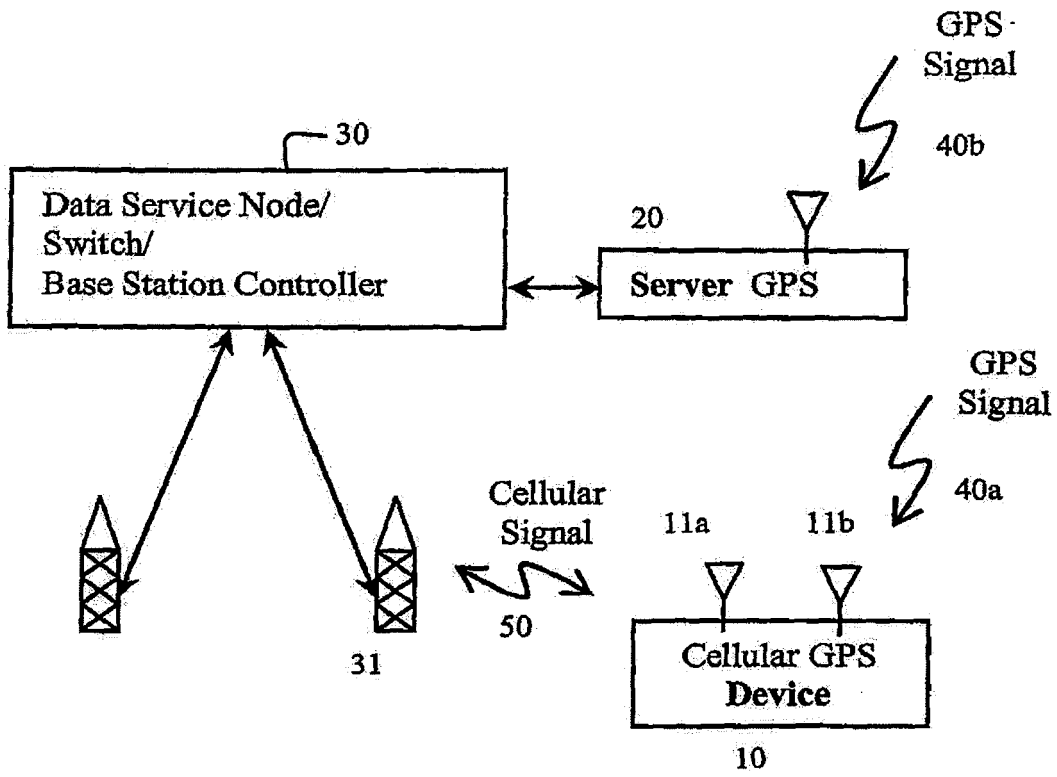 GPS
Signal
40b
30
Data Service Node/
Switch/
Base Station Controller
20
Server GPS
GPS
Signal
40a
Cellular
Signal
50
11a 11b
31
Cellular GPS
Device
10